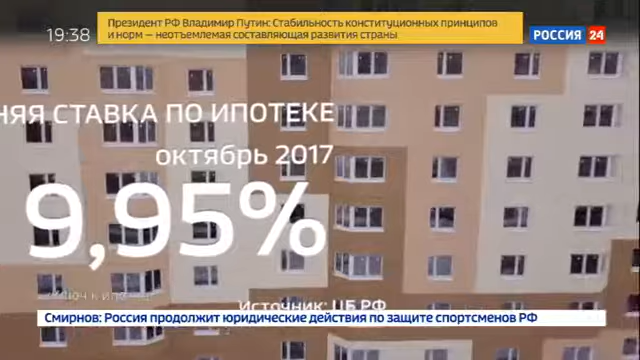 19:38
Президент РФ Владимир Путин: Стабильность конституционных принципов
и норм — неотъемлемая составляющая развития страны
РОССИЯ 24
СТАВКА ПО ИПОТЕКЕ
октябрь 2017
9,95%
Источник: ЦБ РФ
Смирнов: Россия продолжит юридические действия по защите спортсменов РФ